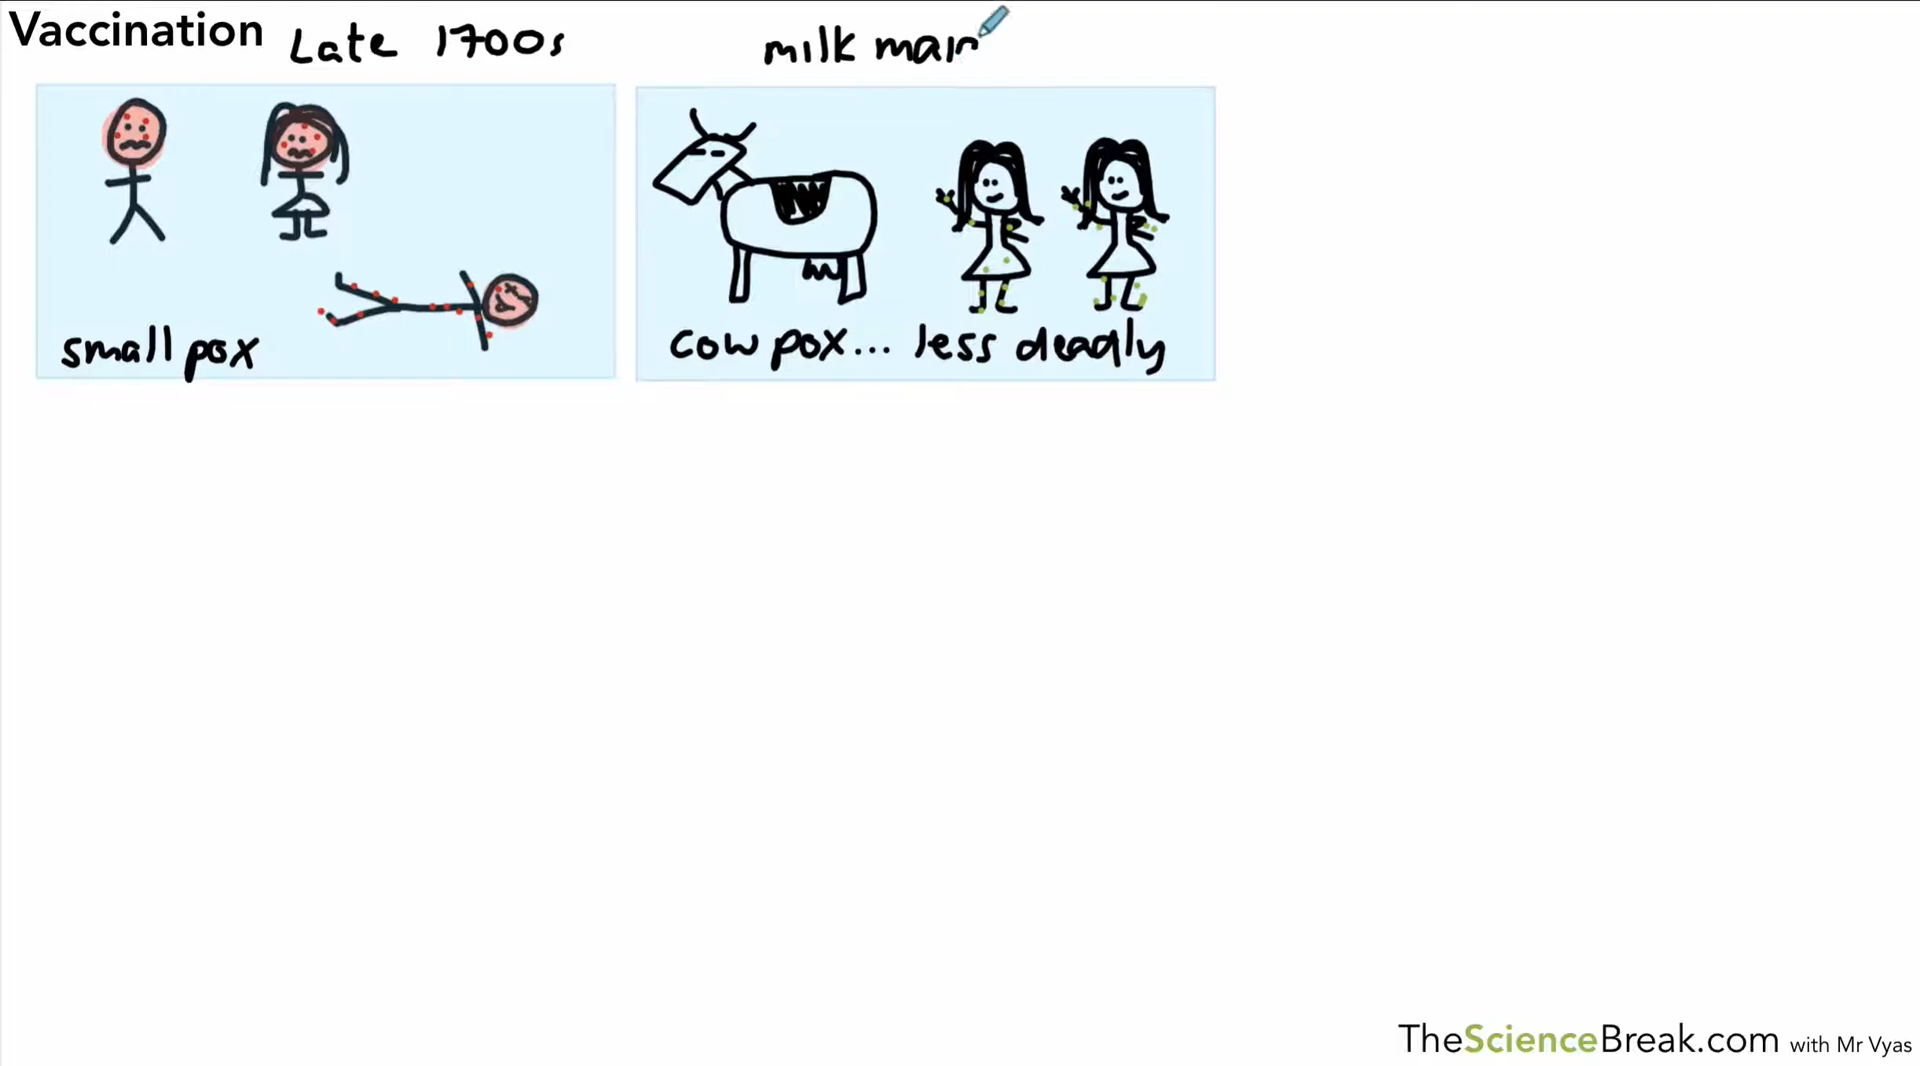 Vaccination Late 1700s
milk mai
small pox
cow pox... less deadly
TheScienceBreak.com with Mr Vyas